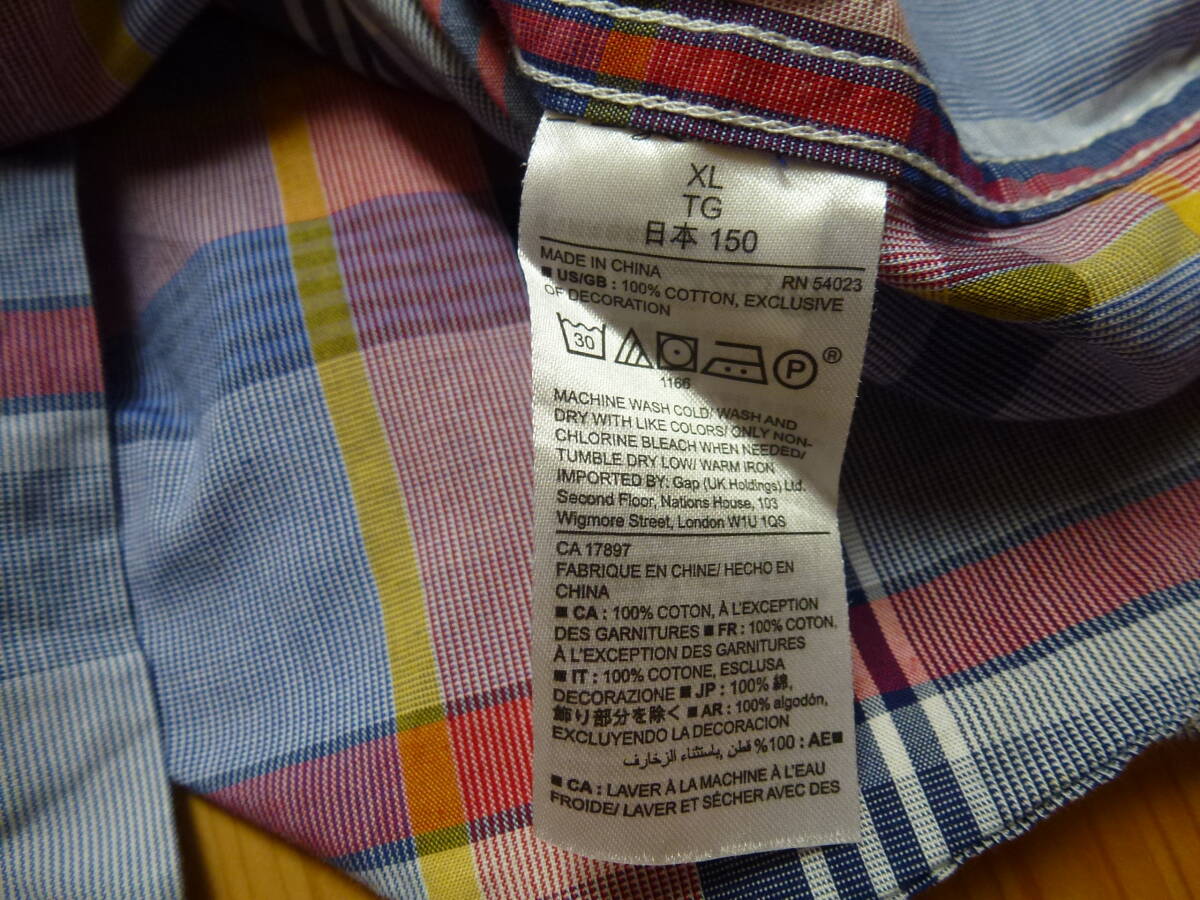 XL
TG
日本 150
MADE IN CHINA RN 54023
■ US/GB : 100% COTTON, EXCLUSIVE
OF DECORATION
30 P ®
1166
MACHINE WASH COLD/ WASH AND
DRY WITH LIKE COLORS/ ONLY NON-
CHLORINE BLEACH WHEN NEEDED/
TUMBLE DRY LOW/ WARM IRON
IMPORTED BY: Gap (UK Holdings) Ltd.
Second Floor, Nations House, 103
Wigmore Street, London W1U 1QS
CA 17897
FABRIQUE EN CHINE/ HECHO EN
CHINA
■ CA : 100% COTON, À L'EXCEPTION
DES GARNITURES ■ FR : 100% COTON,
À L'EXCEPTION DES GARNITURES
■ IT : 100% COTONE, ESCLUSA
DECORAZIONE ■ JP : 100% 綿,
飾り部分を除く ■ AR : 100% algodón,
EXCLUYENDO LA DECORACION
■AE : 100% قطن ,باستثناء الزخارف
■ CA : LAVER À LA MACHINE À L'EAU
FROIDE/ LAVER ET SÉCHER AVEC DES